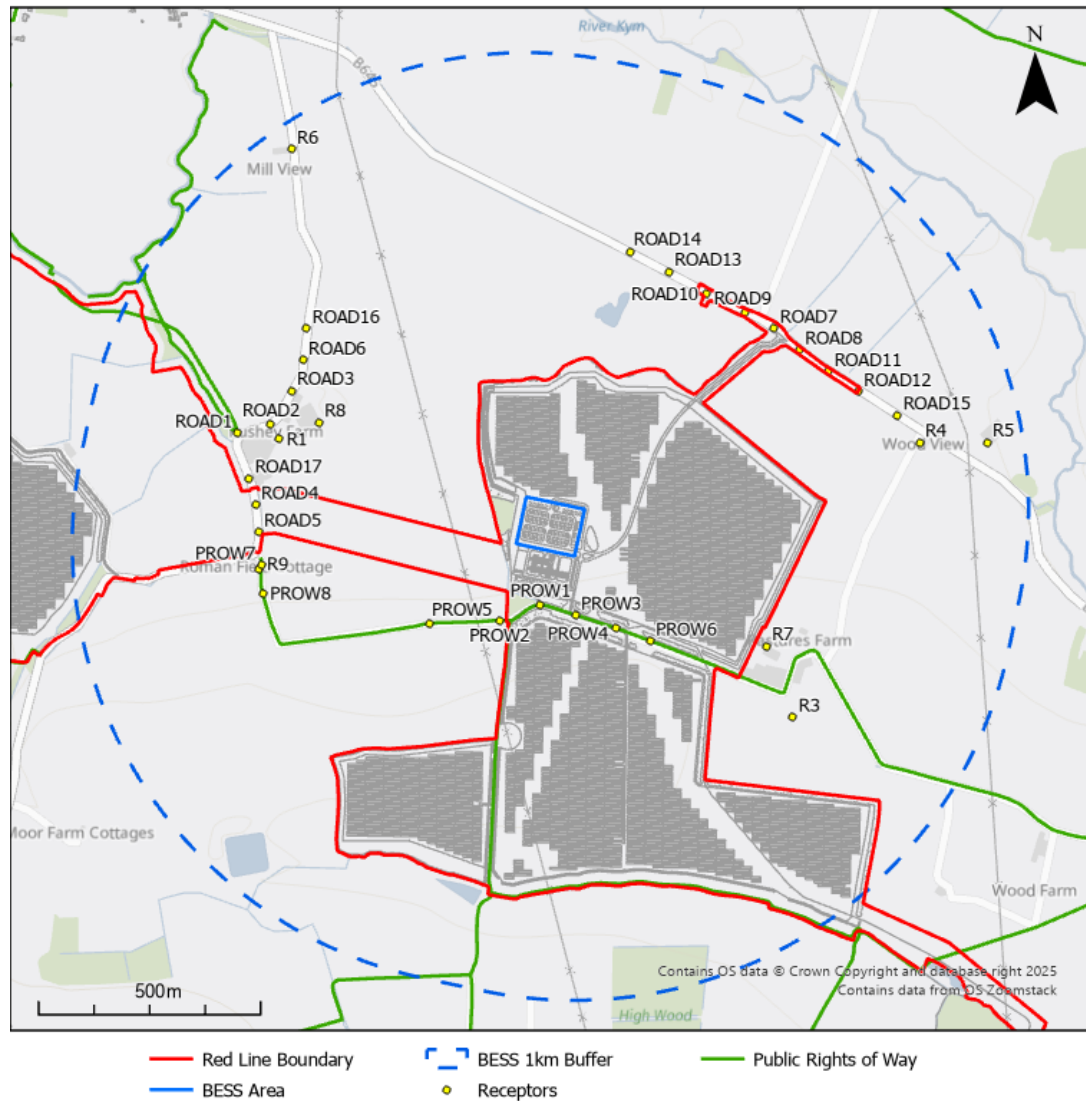 River Kym
N
B645
R6
Mill View
ROAD14
ROAD13
ROAD10
ROAD9
ROAD7
ROAD16
ROAD8
ROAD6
ROAD11
ROAD12
ROAD3
ROAD15
ROAD2
R8
ROAD1
R1
R4
R5
Wood View
ROAD17
ROAD4
ROAD5
PROW7
R9
PROW8
PROW1
PROW3
PROW5
PROW2
PROW4
PROW6
R7
R3
Moor Farm Cottages
Wood Farm
Contains OS data © Crown Copyright and database right 2025
Contains data from OS Zoomstack
500m
High Wood
Red Line Boundary
BESS 1km Buffer
Public Rights of Way
BESS Area
Receptors